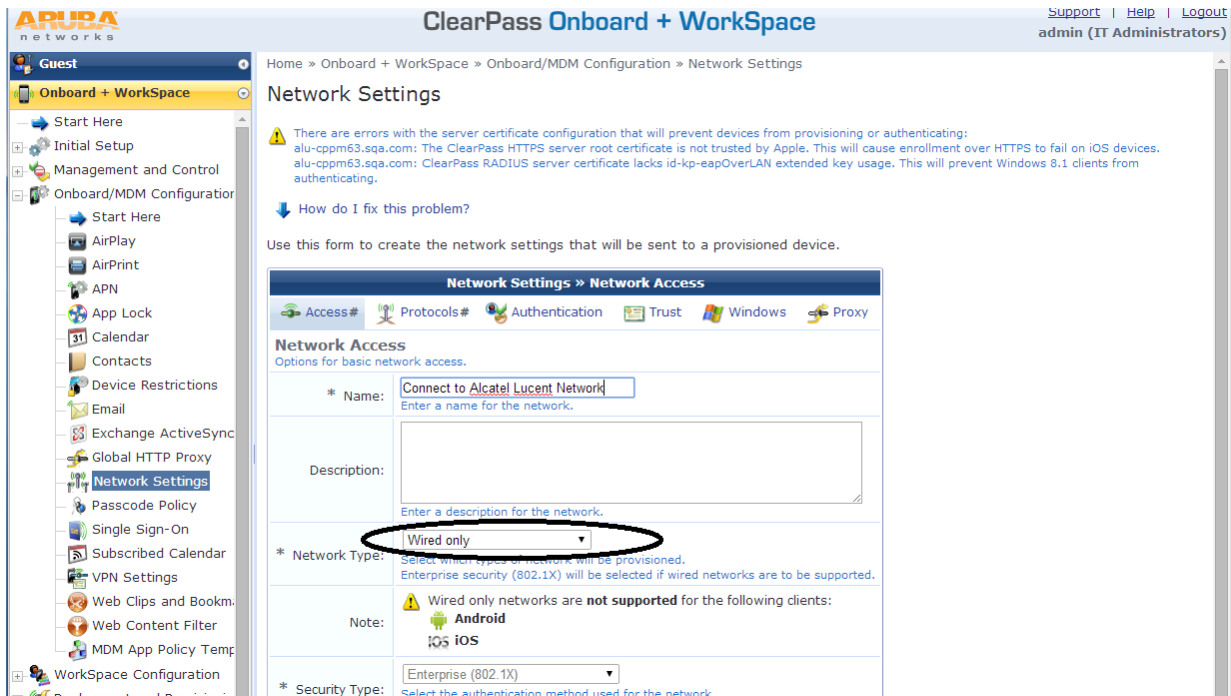 ARUBA
networks
ClearPass Onboard + WorkSpace
Support | Help | Logout
admin (IT Administrators)
Guest
Onboard + WorkSpace
Start Here
Initial Setup
Management and Control
Onboard/MDM Configuration
Start Here
AirPlay
AirPrint
APN
App Lock
31 Calendar
Contacts
Device Restrictions
Email
Exchange ActiveSync
Global HTTP Proxy
Network Settings
Passcode Policy
Single Sign-On
Subscribed Calendar
VPN Settings
Web Clips and Bookm
Web Content Filter
MDM App Policy Temp
WorkSpace Configuration
Home » Onboard + WorkSpace » Onboard/MDM Configuration » Network Settings
Network Settings
There are errors with the server certificate configuration that will prevent devices from provisioning or authenticating:
alu-cppm63.sqa.com: The ClearPass HTTPS server root certificate is not trusted by Apple. This will cause enrollment over HTTPS to fail on iOS devices.
alu-cppm63.sqa.com: ClearPass RADIUS server certificate lacks id-kp-eapOverLAN extended key usage. This will prevent Windows 8.1 clients from
authenticating.
How do I fix this problem?
Use this form to create the network settings that will be sent to a provisioned device.
Network Settings » Network Access
Access# Protocols# Authentication Trust Windows Proxy
Network Access
Options for basic network access.
* Name: Connect to Alcatel Lucent Network
Enter a name for the network.
Description:
Enter a description for the network.
* Network Type: Wired only
Select which types of network will be provisioned.
Enterprise security (802.1X) will be selected if wired networks are to be supported.
Note: Wired only networks are not supported for the following clients:
Android
iOS iOS
* Security Type: Enterprise (802.1X)
Select the authentication method used for the network.